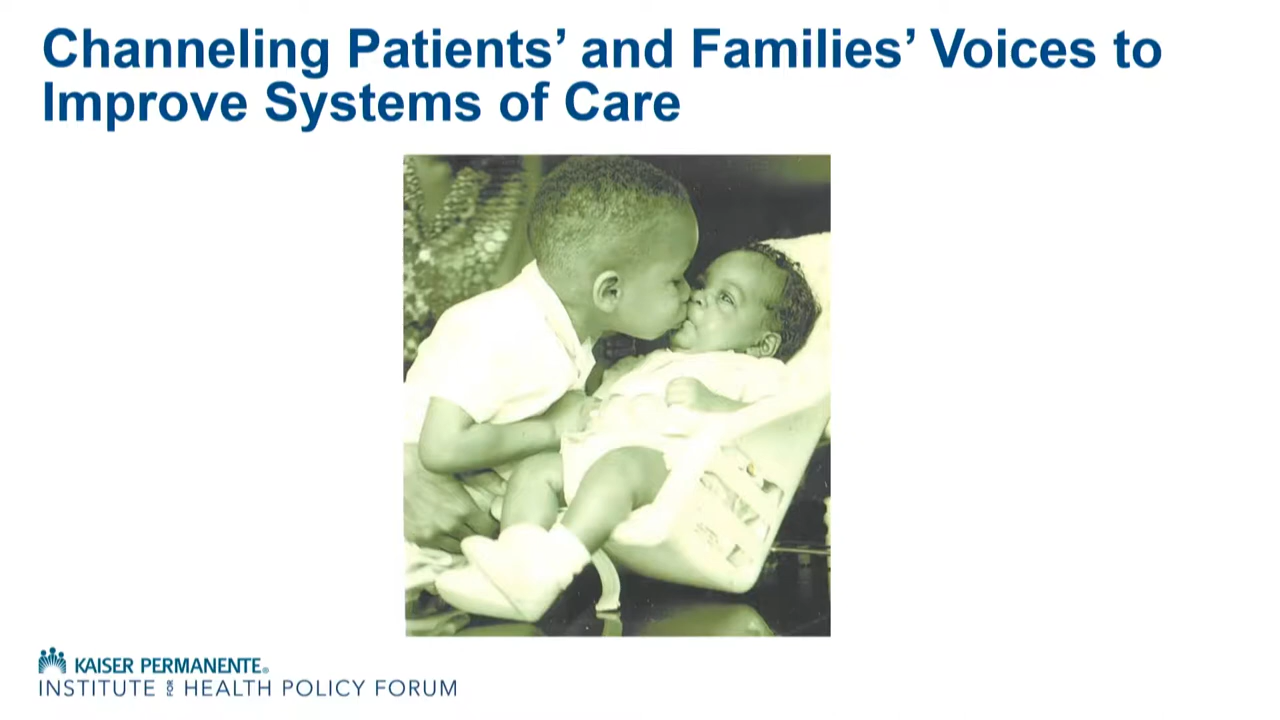 Channeling Patients’ and Families’ Voices to
Improve Systems of Care
KAISER PERMANENTE®
INSTITUTE FOR HEALTH POLICY FORUM